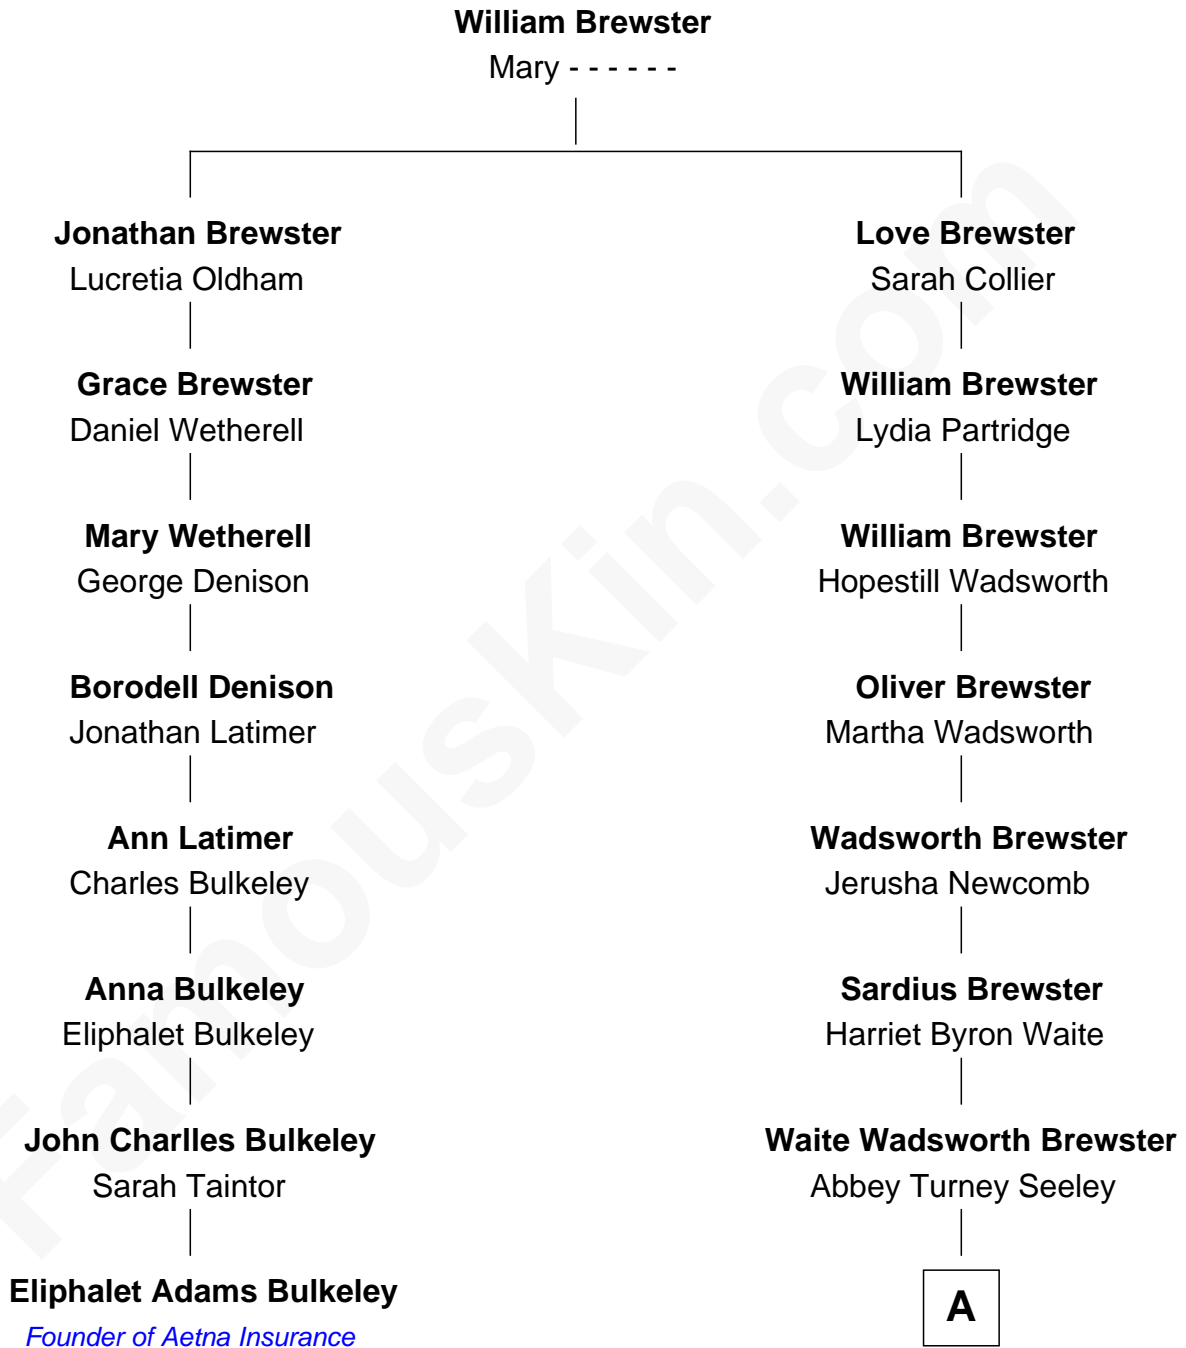 William Brewster
Mary - - - - - -
Jonathan Brewster
Lucretia Oldham
Love Brewster
Sarah Collier
Grace Brewster
Daniel Wetherell
William Brewster
Lydia Partridge
Mary Wetherell
George Denison
William Brewster
Hopestill Wadsworth
Borodell Denison
Jonathan Latimer
Oliver Brewster
Martha Wadsworth
Ann Latimer
Charles Bulkeley
Wadsworth Brewster
Jerusha Newcomb
Anna Bulkeley
Eliphalet Bulkeley
Sardius Brewster
Harriet Byron Waite
John Charlles Bulkeley
Sarah Taintor
Waite Wadsworth Brewster
Abbey Turney Seeley
Eliphalet Adams Bulkeley
Founder of Aetna Insurance
A
FamousKin.com